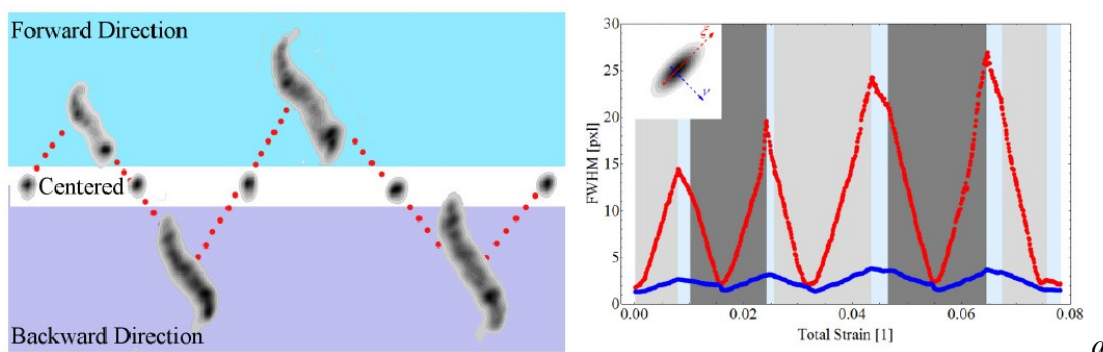 Forward Direction
Centered
Backward Direction
FWHM [pxl]
30
25
20
15
10
5
0
0.00
0.02
0.04
0.06
0.08
Total Strain [1]